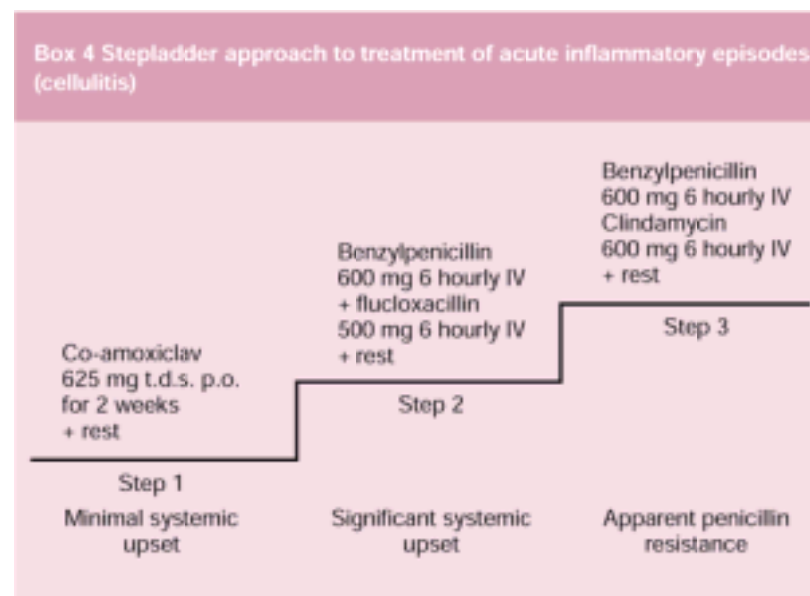 Box 4 Stepladder approach to treatment of acute inflammatory episodes
(cellulitis)
Co-amoxiclav
625 mg t.d.s. p.o.
for 2 weeks
+ rest
Step 1
Minimal systemic
upset
Benzylpenicillin
600 mg 6 hourly IV
+ flucloxacillin
500 mg 6 hourly IV
+ rest
Step 2
Significant systemic
upset
Benzylpenicillin
600 mg 6 hourly IV
Clindamycin
600 mg 6 hourly IV
+ rest
Step 3
Apparent penicillin
resistance